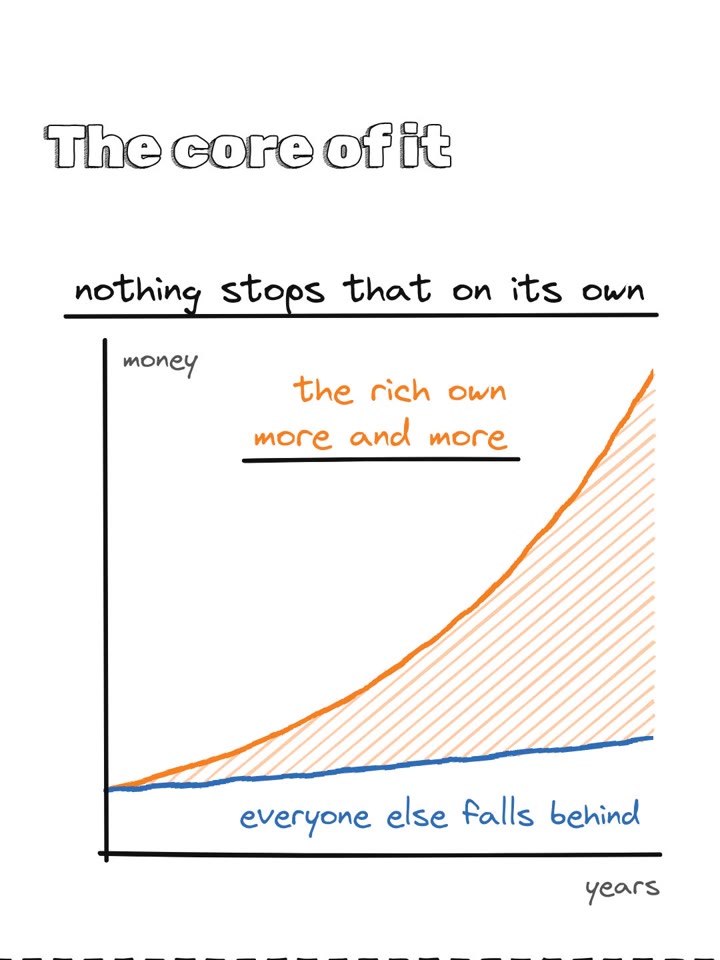 The core of it
nothing stops that on its own
money
the rich own
more and more
everyone else falls behind
years